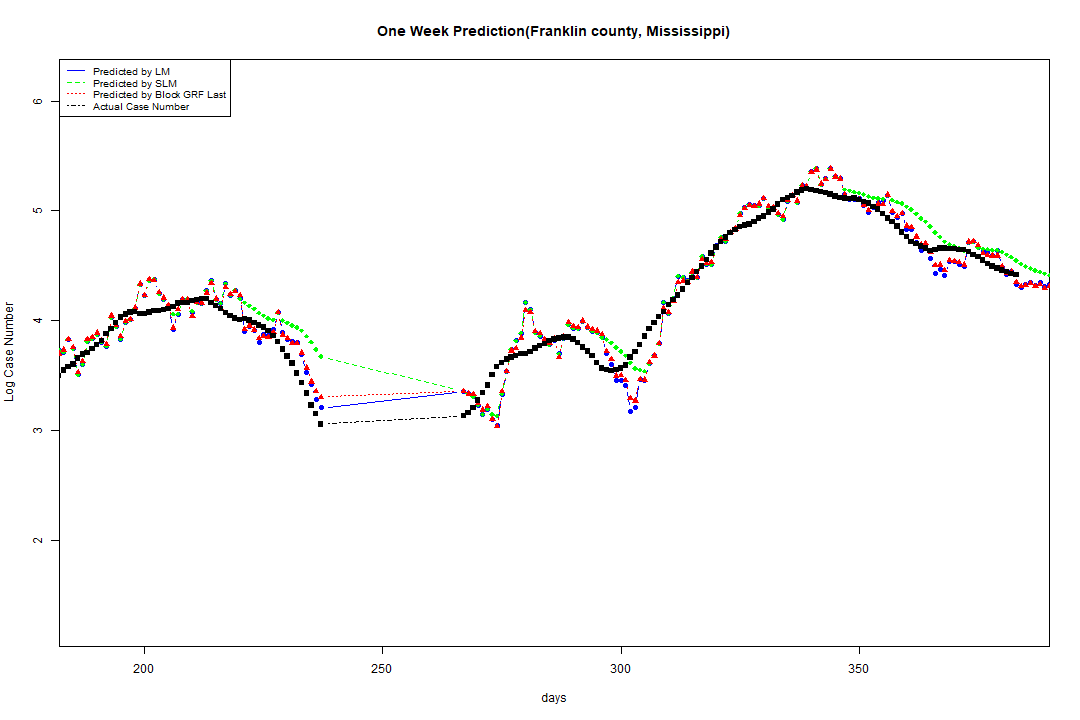 One Week Prediction(Franklin county, Mississippi)
Predicted by LM
Predicted by SLM
Predicted by Block GRF Last
Actual Case Number
6
5
4
3
2
Log Case Number
200 250 300 350
days